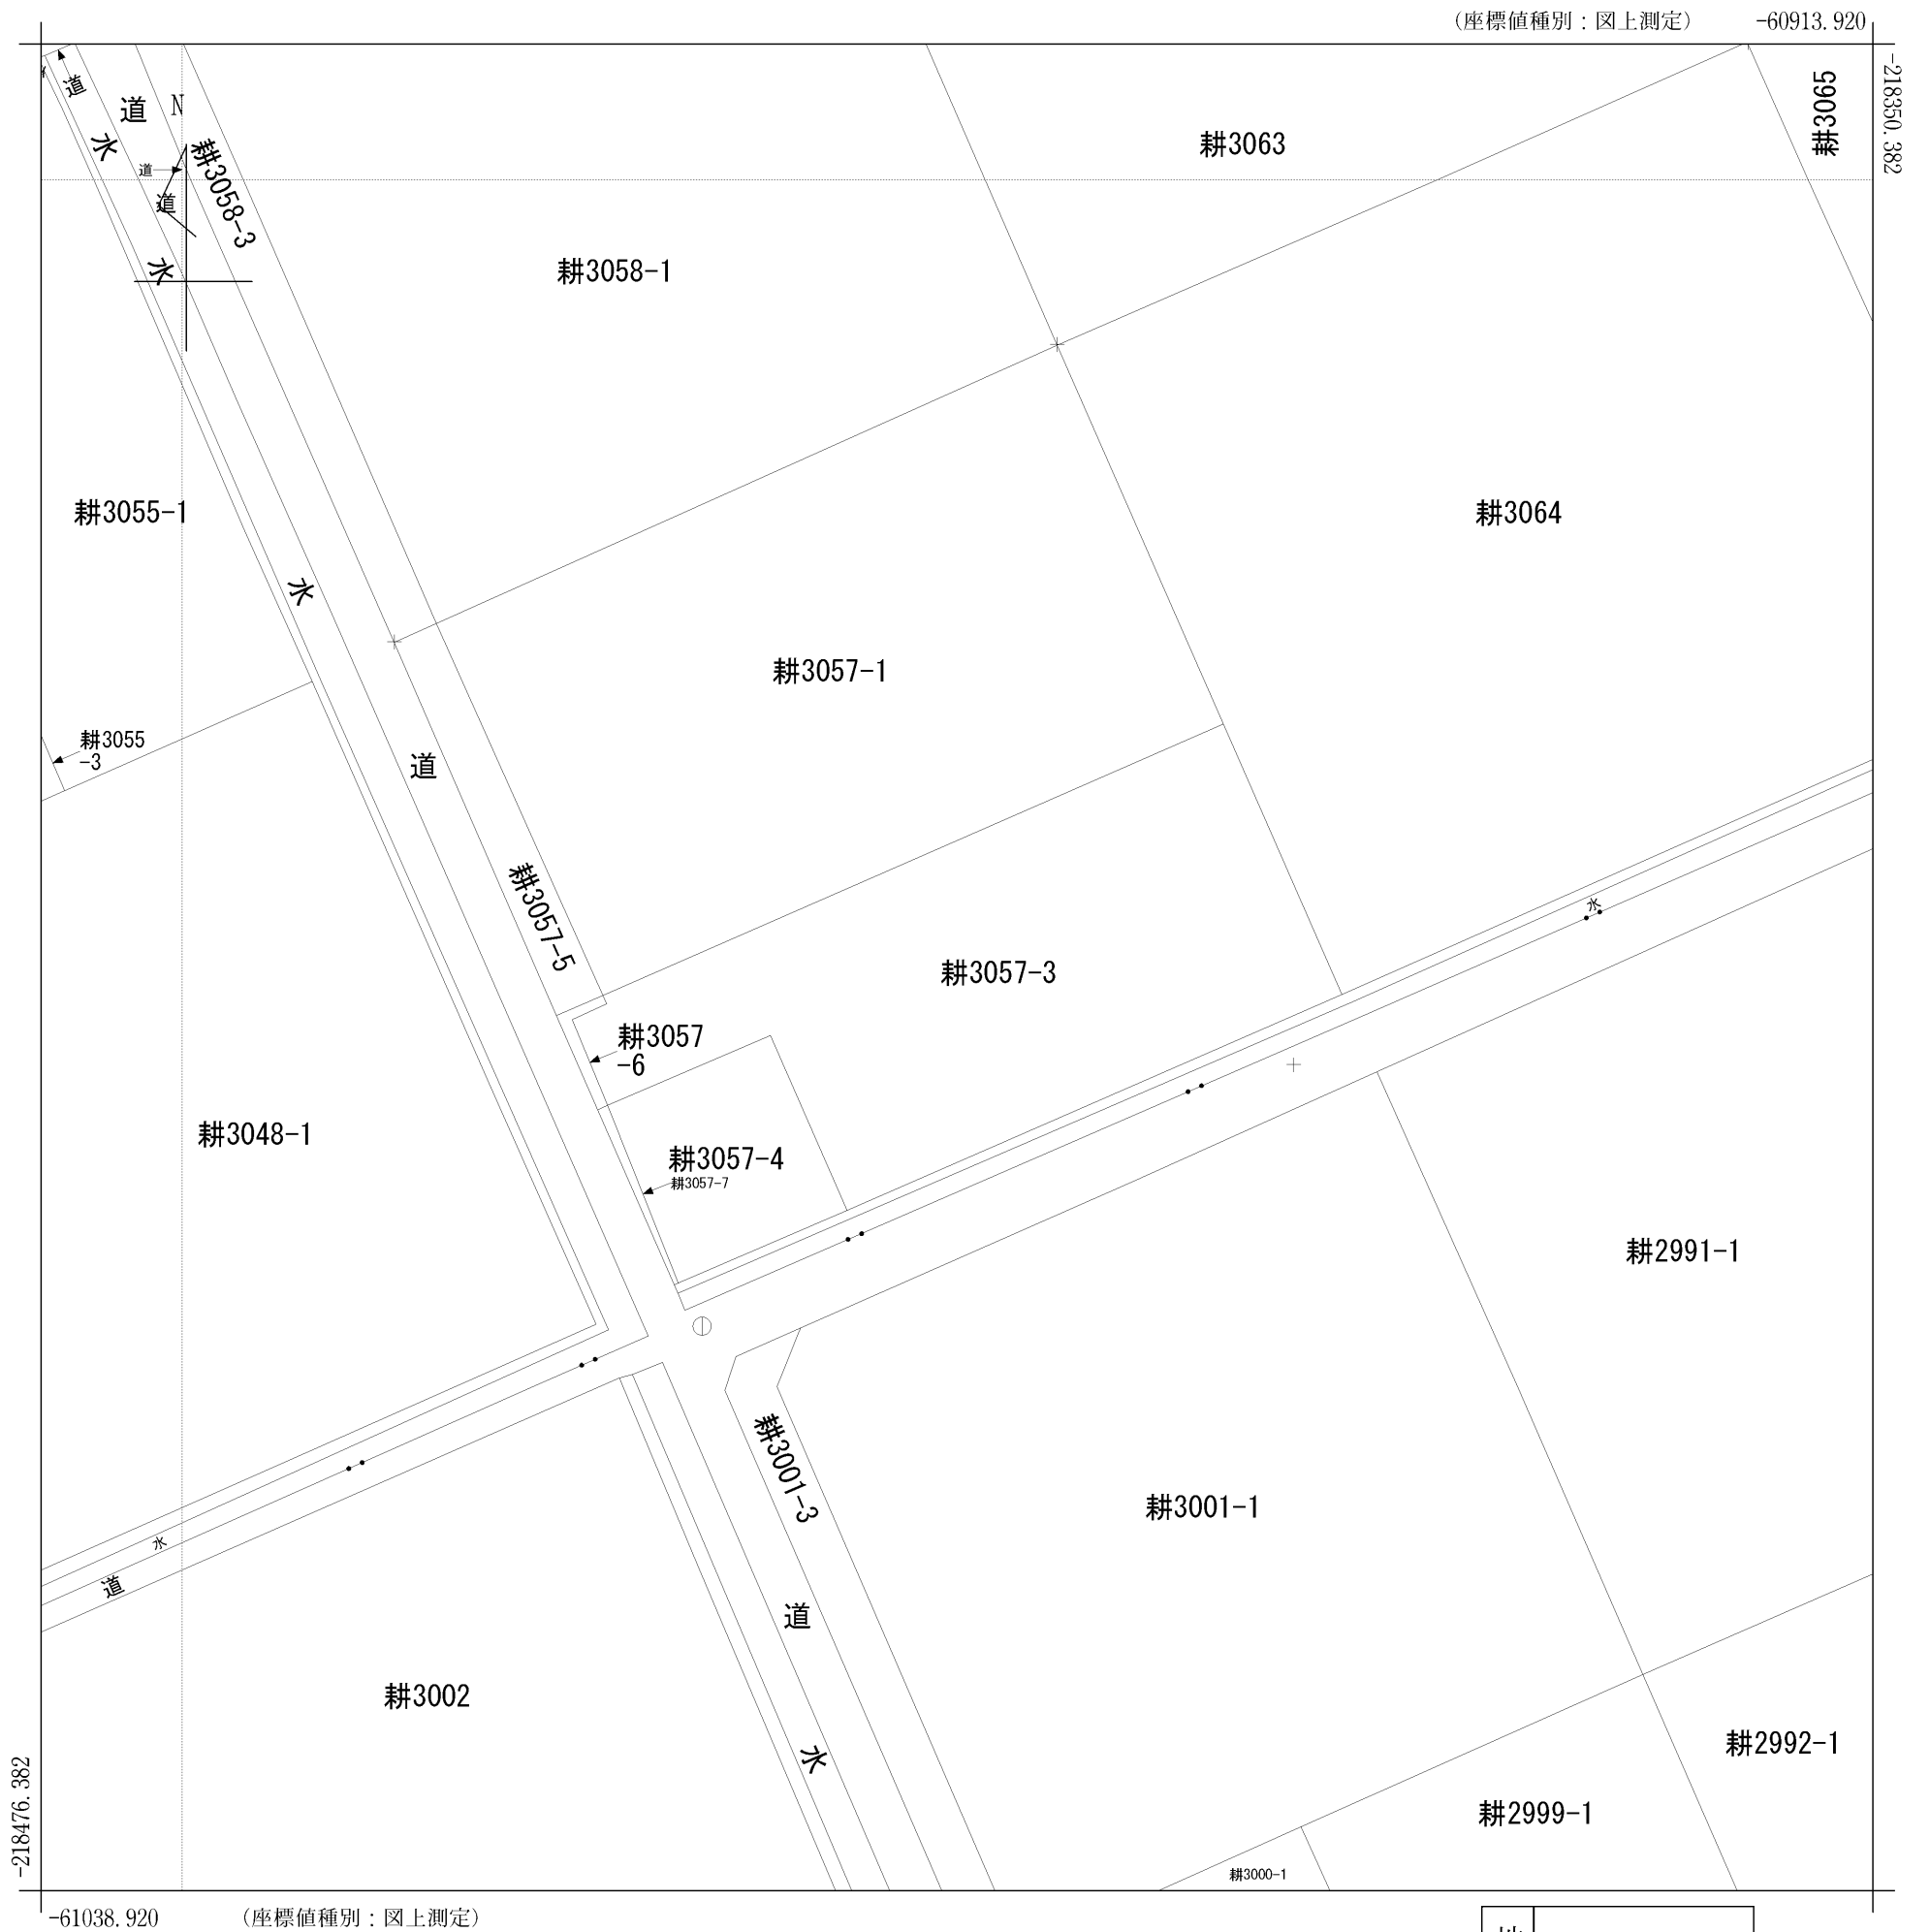 （座標値種別：図上測定） -60913.920
-218350.382
道
道
N
水
耕3058-3
道
道
水
耕3063
耕3065
耕3058-1
耕3055-1
耕3064
水
耕3057-1
耕3055
-3
道
耕3057-5
水
耕3057-3
耕3057
-6
耕3048-1
耕3057-4
耕3057-7
耕2991-1
耕3001-3
耕3001-1
水
道
道
耕3002
水
耕2992-1
耕2999-1
耕3000-1
-218476.382
-61038.920 （座標値種別：図上測定）